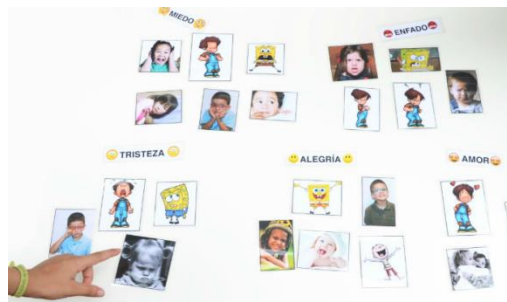 MIEDO
ENFADO
TRISTEZA
ALEGRÍA
AMOR